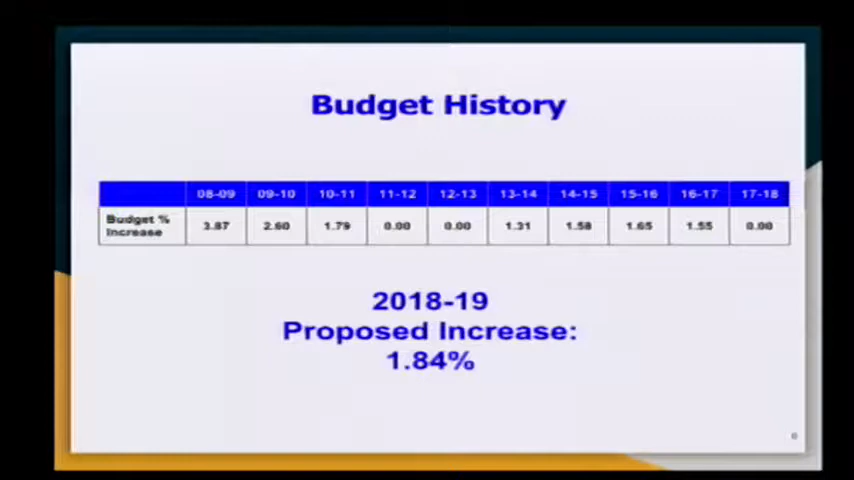 Budget History
08-09 09-10 10-11 11-12 12-13 13-14 14-15 15-16 16-17 17-18
Budget % 3.87 2.60 1.79 0.00 0.00 1.31 1.58 1.65 1.55 0.00
Increase
2018-19
Proposed Increase:
1.84%